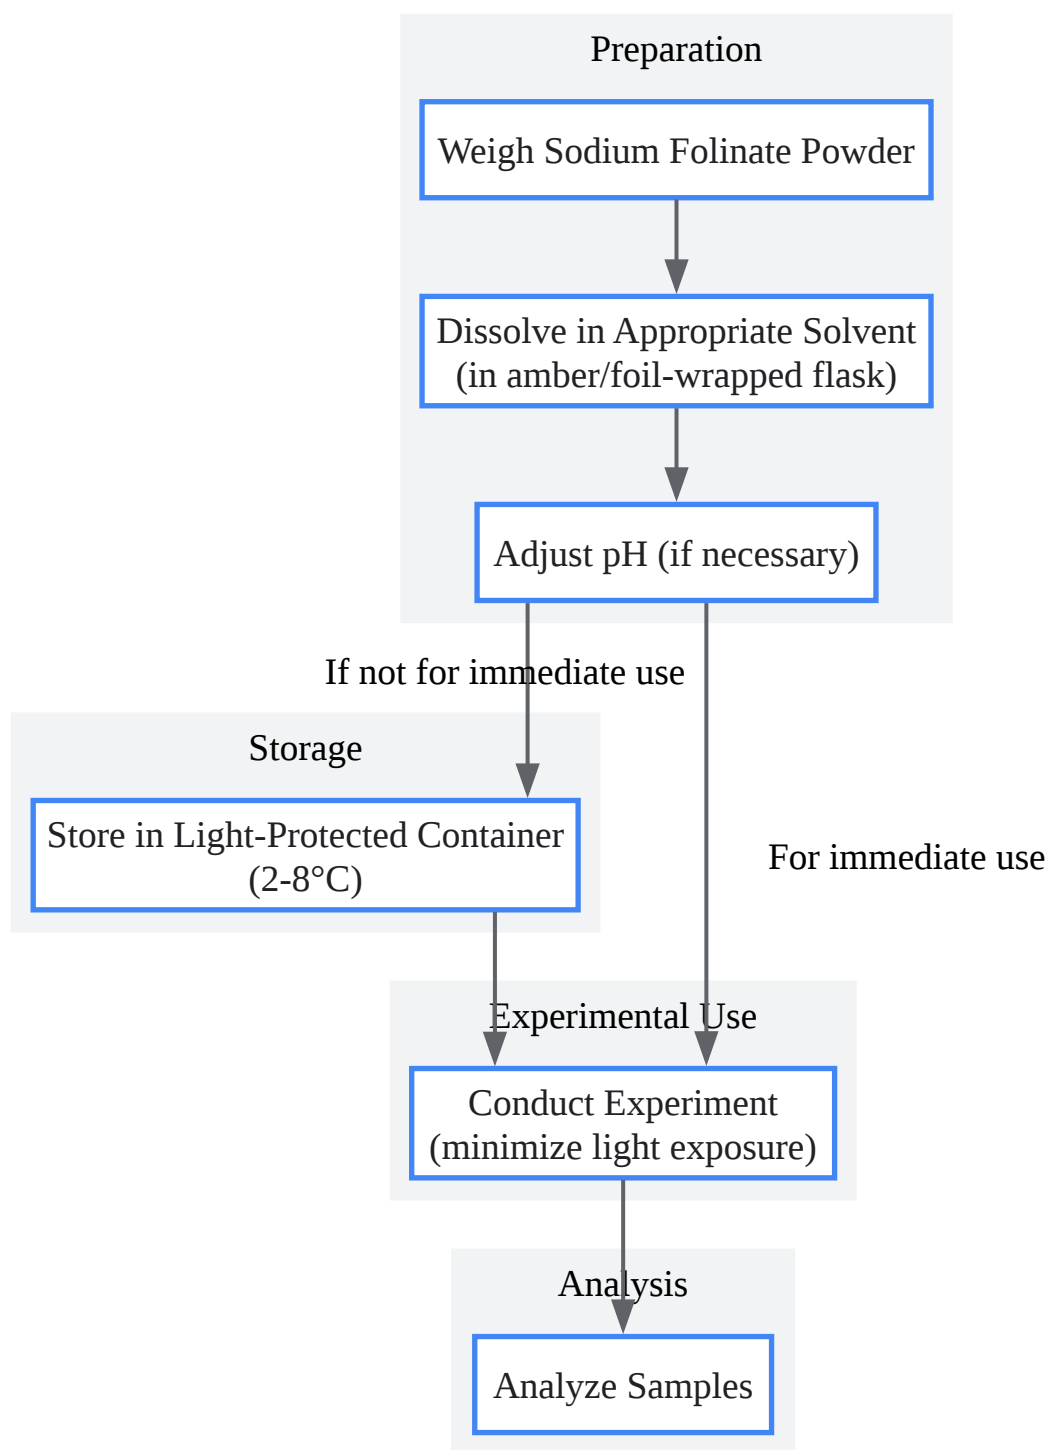 Preparation
Weigh Sodium Folinate Powder
Dissolve in Appropriate Solvent
(in amber/foil-wrapped flask)
Adjust pH (if necessary)
If not for immediate use
Storage
Store in Light-Protected Container
(2-8°C)
For immediate use
Experimental Use
Conduct Experiment
(minimize light exposure)
Analysis
Analyze Samples